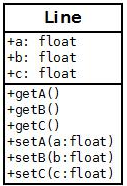 Line
+a: float
+b: float
+c: float
+getA()
+getB()
+getC()
+setA(a:float)
+setB(b:float)
+setC(c:float)